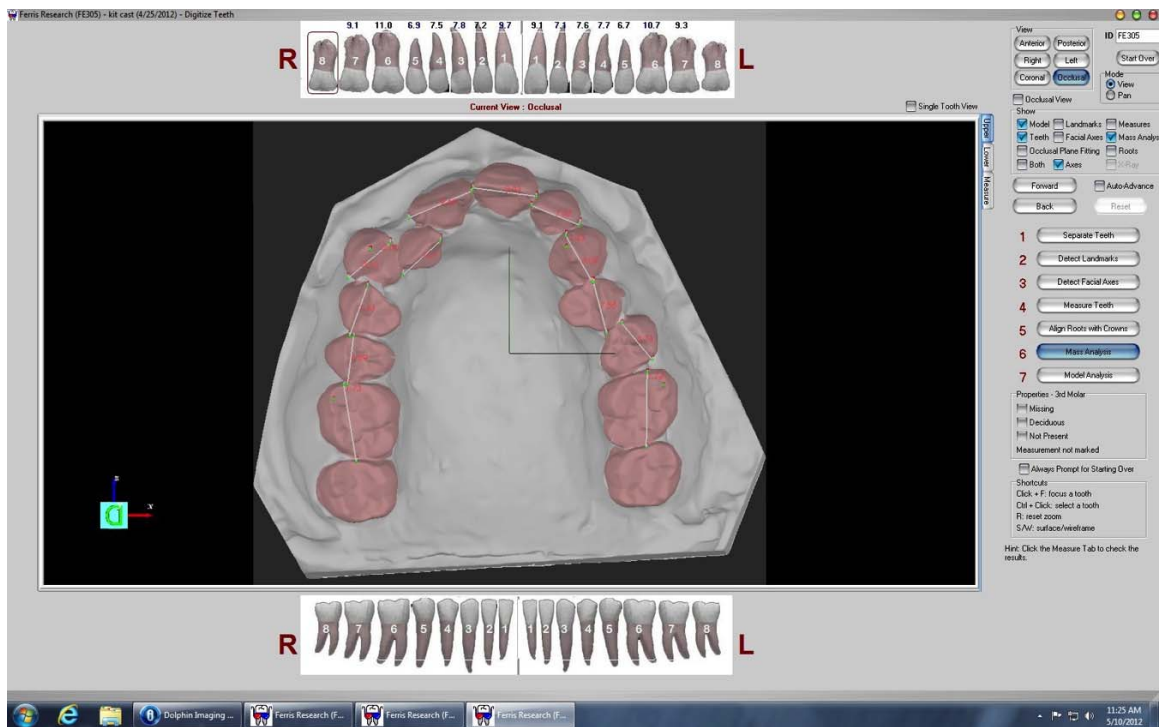 Ferris Research (FE305) - kit cast (4/25/2012) - Digitize Teeth
9.1 11.0 6.9 7.5 7.8 7.2 9.7 9.1 7.1 7.6 7.7 6.7 10.7 9.3
R 8 7 6 5 4 3 2 1 1 2 3 4 5 6 7 8 L
Current View : Occlusal
Single Tooth View
Upper
Lower
Measure
z
x
R 8 7 6 5 4 3 2 1 1 2 3 4 5 6 7 8 L
View
Anterior Posterior
Right Left
Coronal Occlusal
ID FE305
Start Over
Mode
View
Pan
Occlusal View
Show
Model Landmarks Measures
Teeth Facial Axes Mass Analys
Occlusal Plane Fitting Roots
Both Axes X-Ray
Forward Auto-Advance
Back Reset
1 Separate Teeth
2 Detect Landmarks
3 Detect Facial Axes
4 Measure Teeth
5 Align Roots with Crowns
6 Mass Analysis
7 Model Analysis
Properties - 3rd Molar
Missing
Deciduous
Not Present
Measurement not marked
Always Prompt for Starting Over
Shortcuts
Click + F: focus a tooth
Ctrl + Click: select a tooth
R: reset zoom
S/W: surface/wireframe
Hint: Click the Measure Tab to check the
results.
Dolphin Imaging ... Ferris Research (F... Ferris Research (F... Ferris Research (F...
11:25 AM
5/10/2012